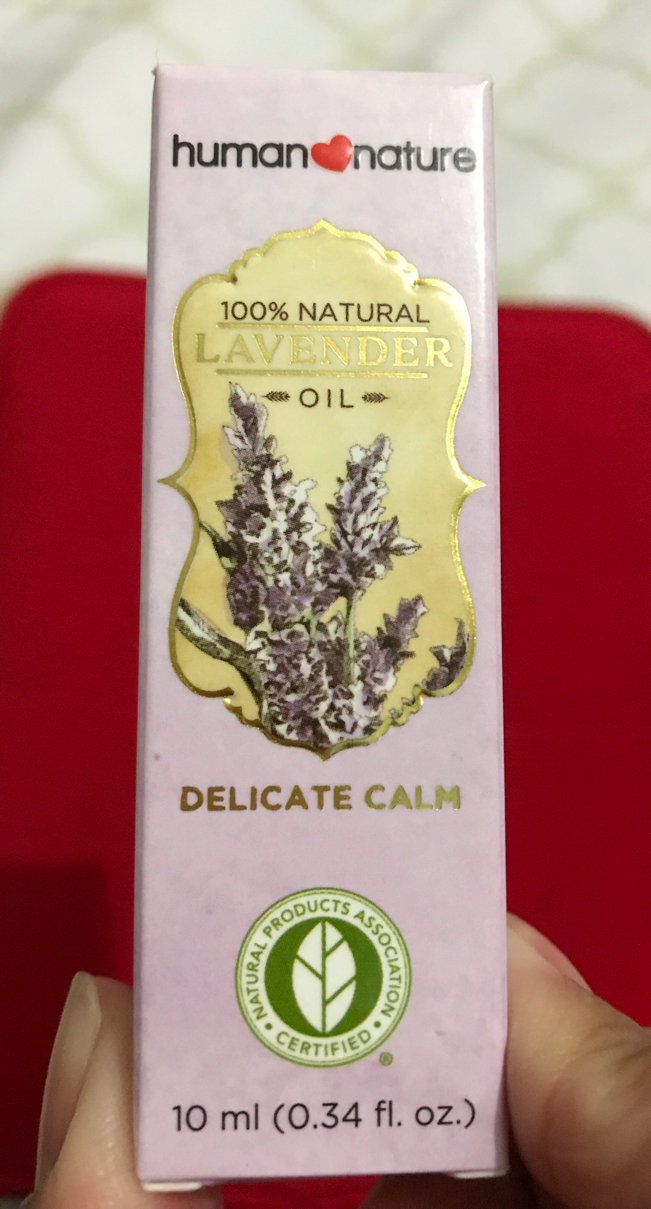 human nature
100% NATURAL
LAVENDER
OIL
DELICATE CALM
NATURAL PRODUCTS ASSOCIATION
• CERTIFIED •
®
10 ml (0.34 fl. oz.)